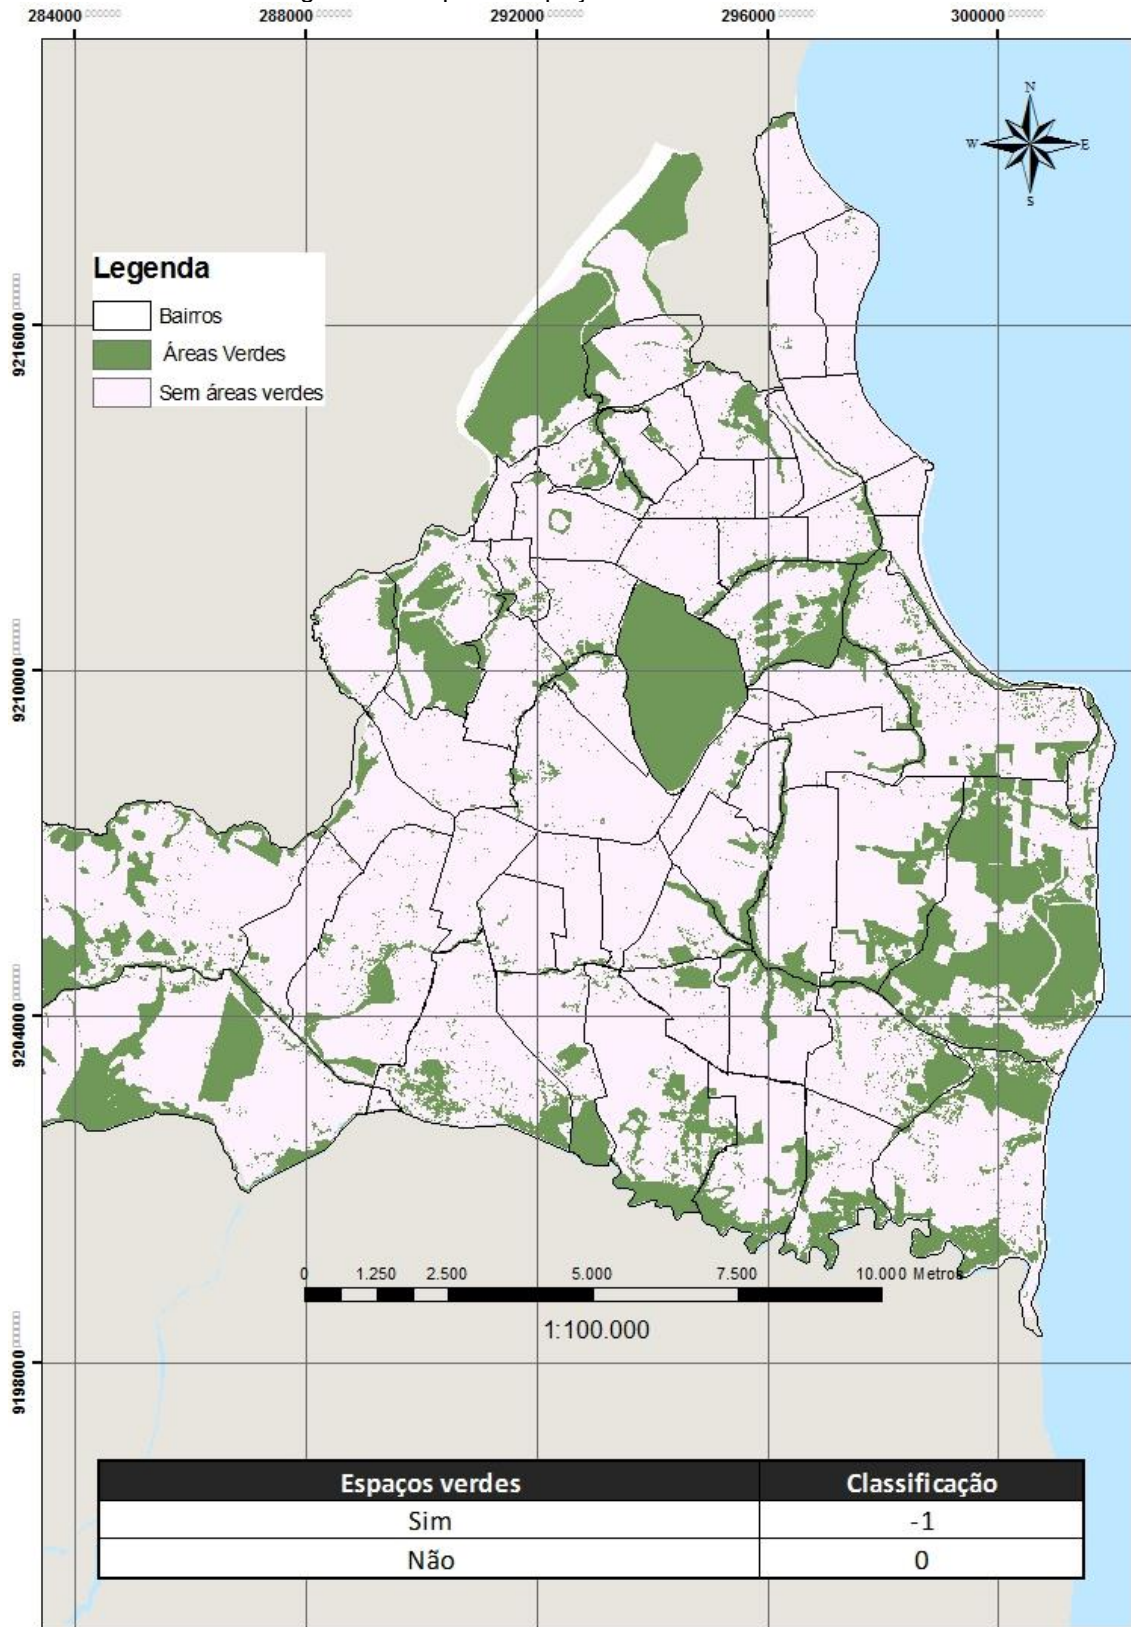 284000 288000 292000 296000 300000
N
W E
S
Legenda
Bairros
Áreas Verdes
Sem áreas verdes
9216000
9210000
9204000
9198000
0 1.250 2.500 5.000 7.500 10.000 Metros
1:100.000
Espaços verdes Classificação
Sim -1
Não 0